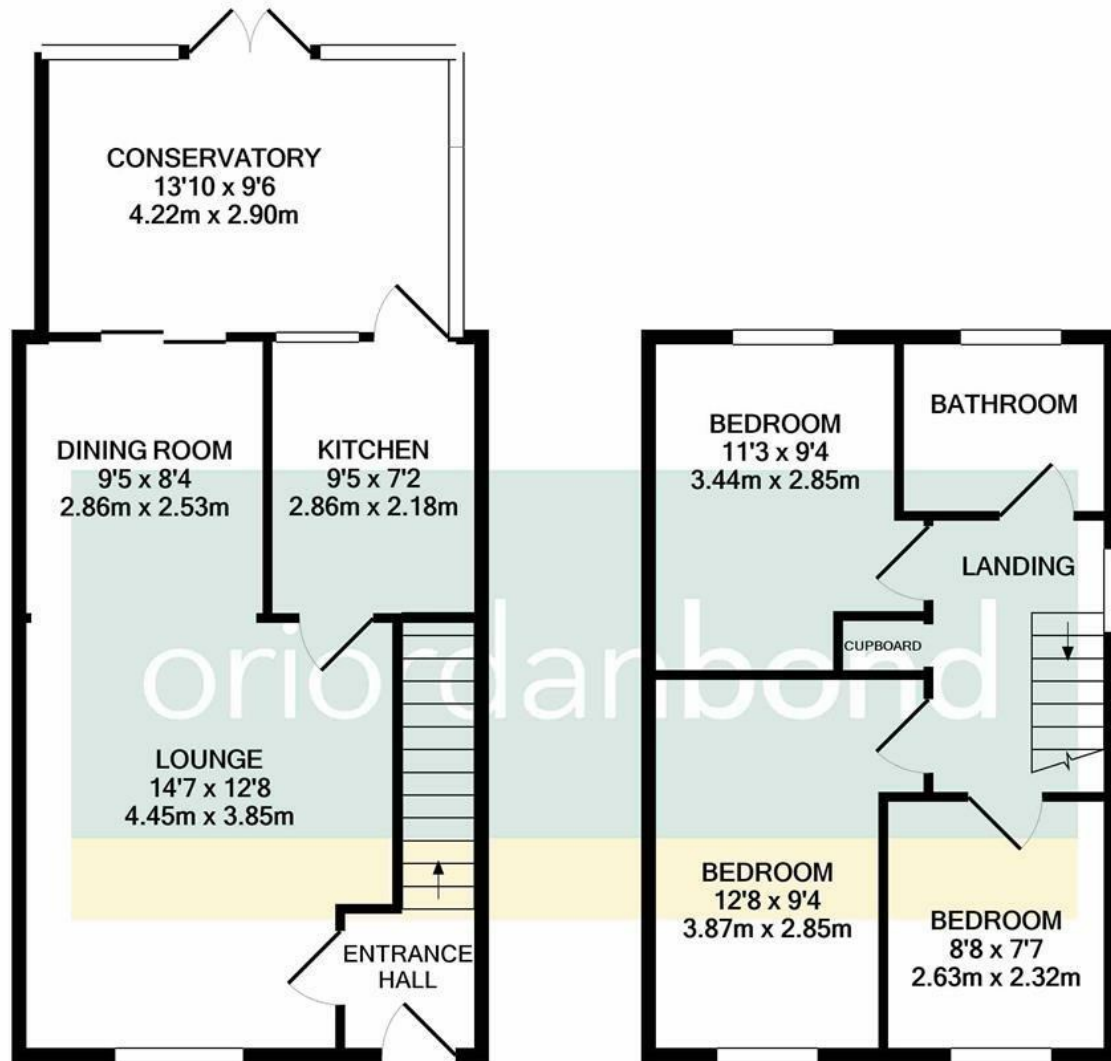 CONSERVATORY
13'10 x 9'6
4.22m x 2.90m
DINING ROOM
9'5 x 8'4
2.86m x 2.53m
KITCHEN
9'5 x 7'2
2.86m x 2.18m
LOUNGE
14'7 x 12'8
4.45m x 3.85m
ENTRANCE
HALL
BEDROOM
11'3 x 9'4
3.44m x 2.85m
BATHROOM
LANDING
CUPBOARD
BEDROOM
12'8 x 9'4
3.87m x 2.85m
BEDROOM
8'8 x 7'7
2.63m x 2.32m
oriordanbond